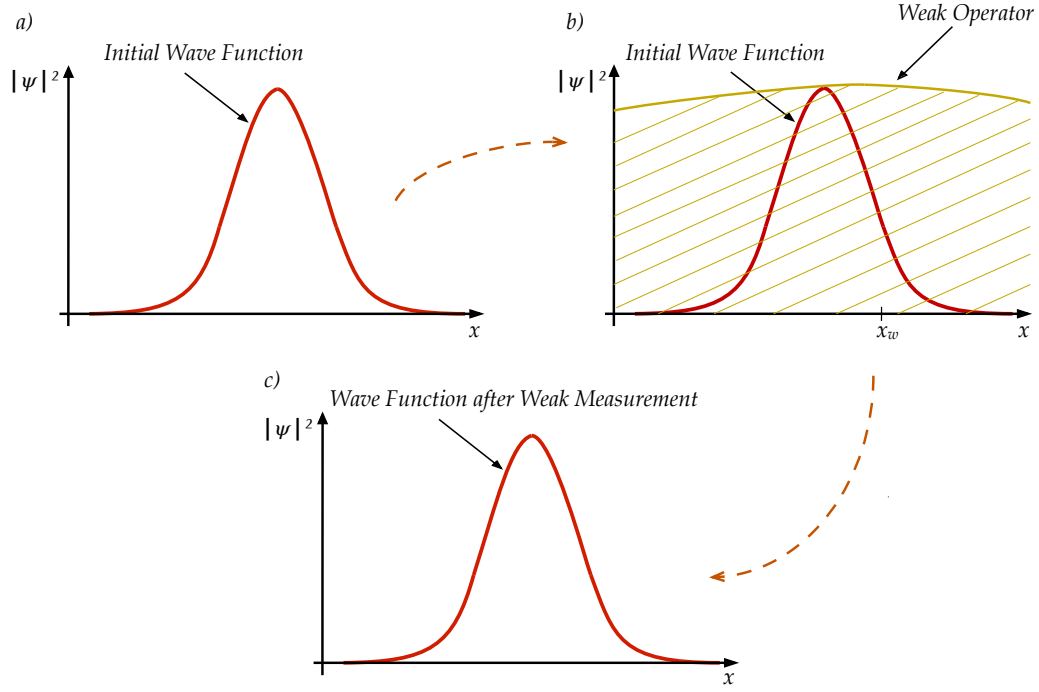 a)
Initial Wave Function
|ψ|²
x
b)
Weak Operator
Initial Wave Function
|ψ|²
x_w
x
c)
Wave Function after Weak Measurement
|ψ|²
x